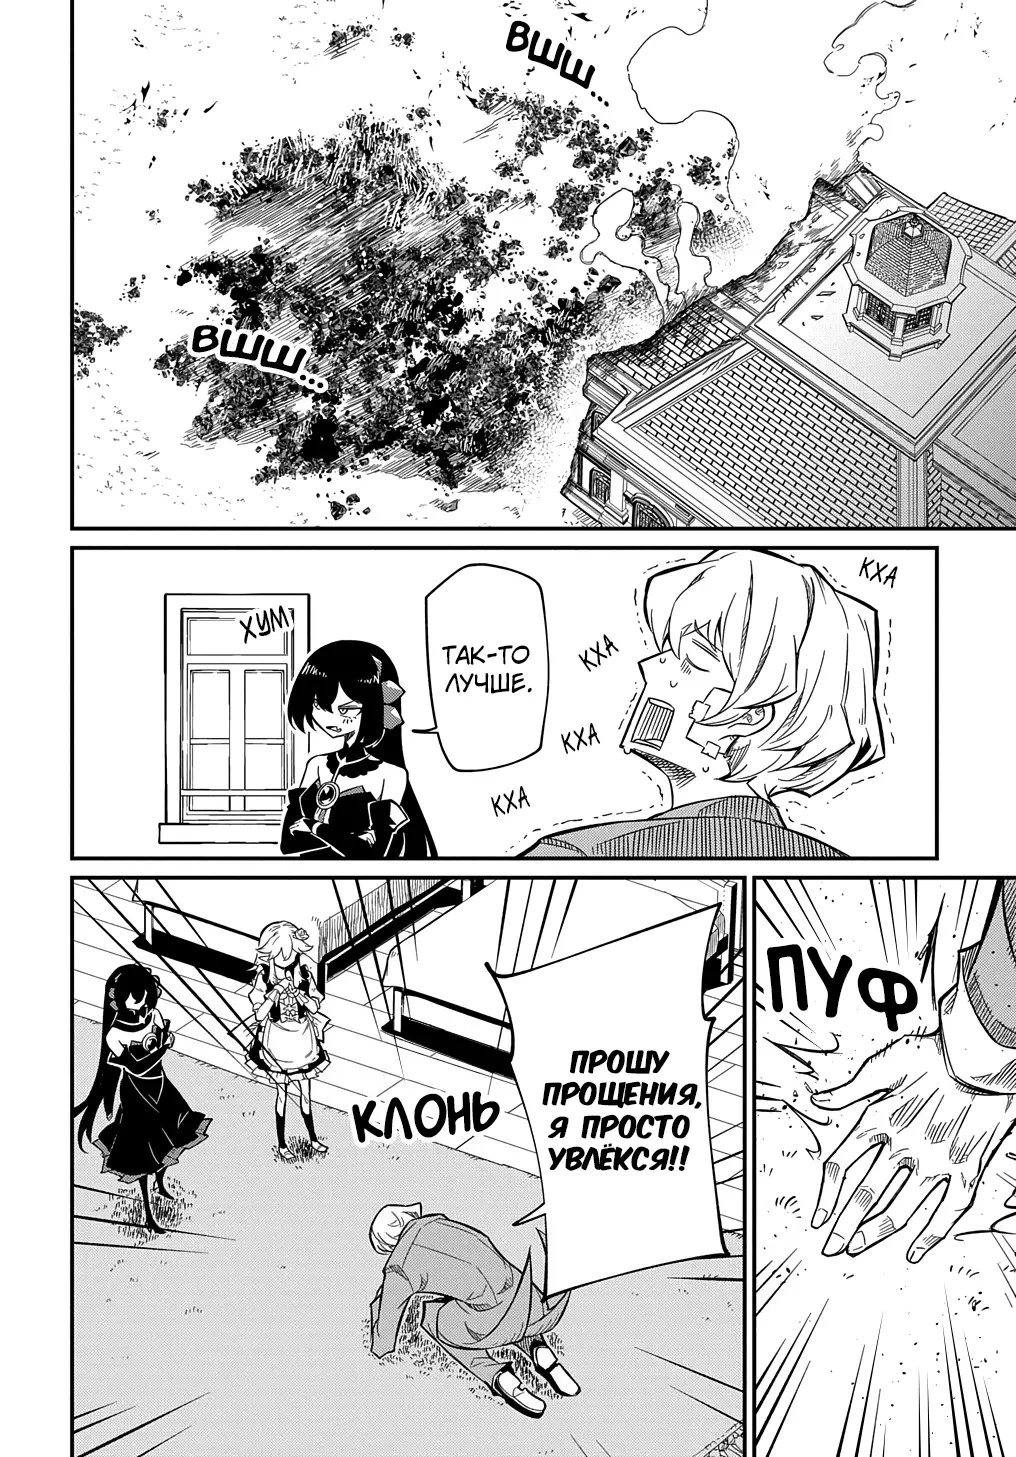 ВШШ...
ВШШ...
ХУМ
ТАК-ТО
ЛУЧШЕ.
КХА
КХА
КХА
КХА
ПУФ
КЛОНЬ
ПРОШУ
ПРОЩЕНИЯ,
Я ПРОСТО
УВЛЁКСЯ!!